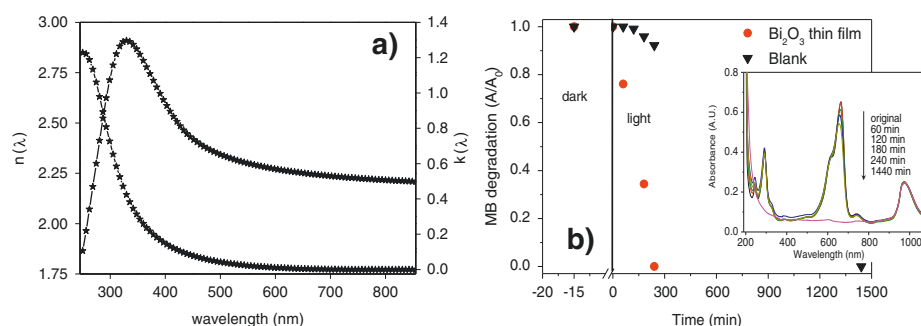 a)
3.00
2.75
2.50
2.25
2.00
1.75
n (λ)
1.4
1.2
1.0
0.8
0.6
0.4
0.2
0.0
k (λ)
300 400 500 600 700 800
wavelength (nm)
b)
1.0
0.8
0.6
0.4
0.2
0.0
MB degradation (A/A₀)
dark
light
Bi₂O₃ thin film
Blank
-20 -15 0 300 600 900 1200 1500
Time (min)
0.8
0.6
0.4
0.2
0.0
Absorbance (A.U.)
original
60 min
120 min
180 min
240 min
1440 min
200 400 600 800 1000
Wavelength (nm)